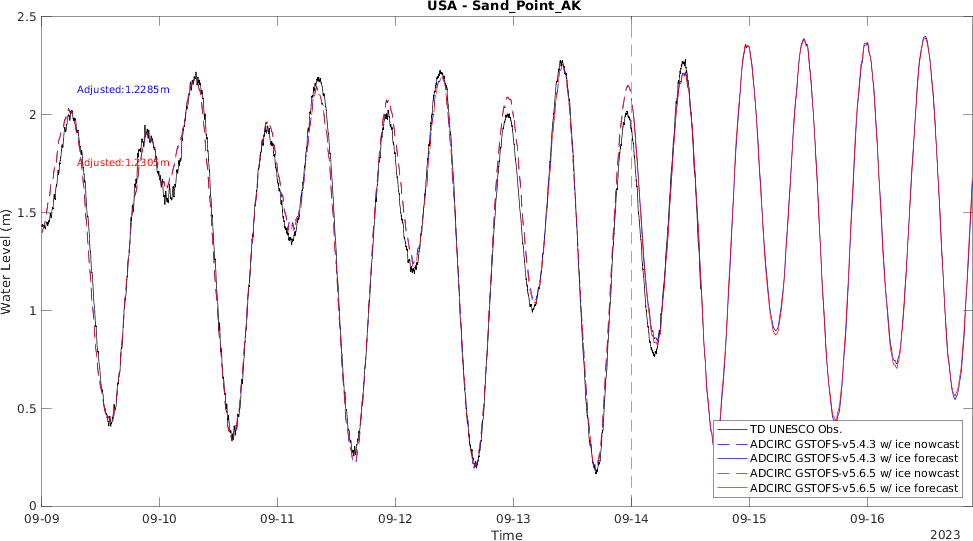 USA - Sand_Point_AK
2.5
2
1.5
1
0.5
0
Water Level (m)
Adjusted:1.2285m
Adjusted:1.2305m
TD UNESCO Obs.
ADCIRC GSTOFS-v5.4.3 w/ ice nowcast
ADCIRC GSTOFS-v5.4.3 w/ ice forecast
ADCIRC GSTOFS-v5.6.5 w/ ice nowcast
ADCIRC GSTOFS-v5.6.5 w/ ice forecast
09-09 09-10 09-11 09-12 09-13 09-14 09-15 09-16
Time
2023